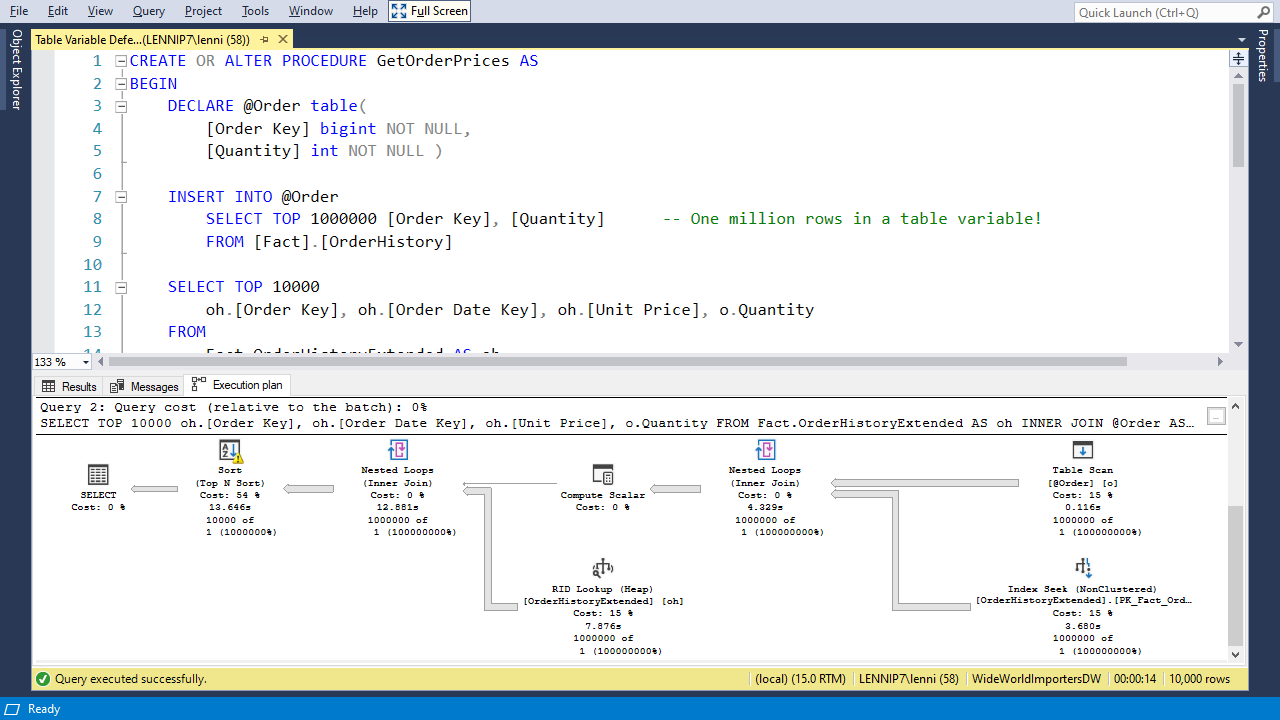 File Edit View Query Project Tools Window Help Full Screen
Quick Launch (Ctrl+Q)
Object Explorer
Properties
Table Variable Defe...(LENNIP7\lenni (58))
1 CREATE OR ALTER PROCEDURE GetOrderPrices AS
2 BEGIN
3 DECLARE @Order table(
4 [Order Key] bigint NOT NULL,
5 [Quantity] int NOT NULL )
6
7 INSERT INTO @Order
8 SELECT TOP 1000000 [Order Key], [Quantity] -- One million rows in a table variable!
9 FROM [Fact].[OrderHistory]
10
11 SELECT TOP 10000
12 oh.[Order Key], oh.[Order Date Key], oh.[Unit Price], o.Quantity
13 FROM
14 Fact.OrderHistoryExtended AS oh
133 %
Results Messages Execution plan
Query 2: Query cost (relative to the batch): 0%
SELECT TOP 10000 oh.[Order Key], oh.[Order Date Key], oh.[Unit Price], o.Quantity FROM Fact.OrderHistoryExtended AS oh INNER JOIN @Order AS...
SELECT
Cost: 0 %
Sort
(Top N Sort)
Cost: 54 %
13.646s
10000 of
1 (1000000%)
Nested Loops
(Inner Join)
Cost: 0 %
12.881s
1000000 of
1 (100000000%)
Compute Scalar
Cost: 0 %
Nested Loops
(Inner Join)
Cost: 0 %
4.329s
1000000 of
1 (100000000%)
Table Scan
[@Order] [o]
Cost: 15 %
0.116s
1000000 of
1 (100000000%)
RID Lookup (Heap)
[OrderHistoryExtended] [oh]
Cost: 15 %
7.876s
1000000 of
1 (100000000%)
Index Seek (NonClustered)
[OrderHistoryExtended].[PK_Fact_Ord...
Cost: 15 %
3.680s
1000000 of
1 (100000000%)
Query executed successfully.
(local) (15.0 RTM) LENNIP7\lenni (58) WideWorldImportersDW 00:00:14 10,000 rows
Ready